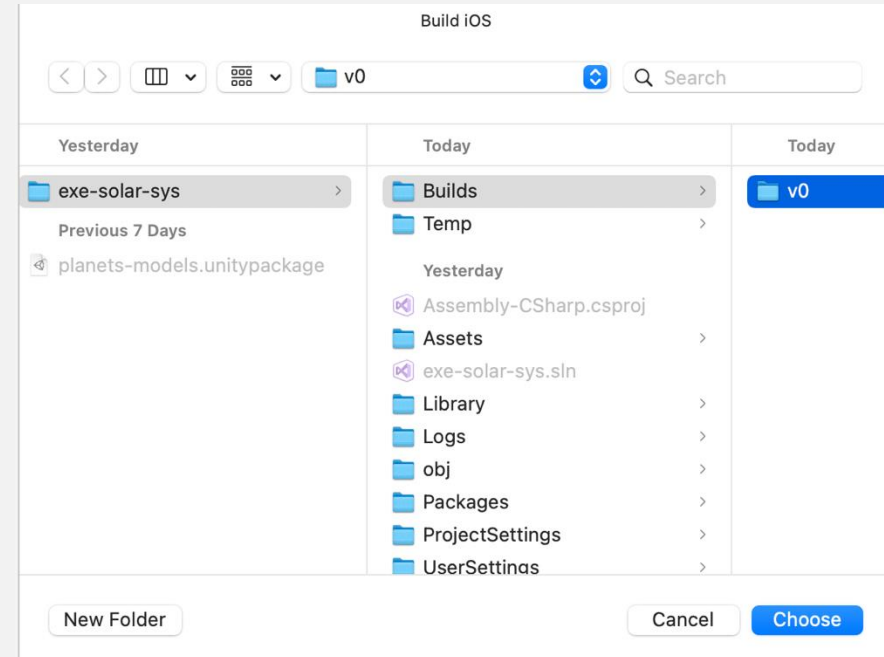 Build iOS
v0
Search
Yesterday
exe-solar-sys
Previous 7 Days
planets-models.unitypackage
Today
Builds
Temp
Yesterday
Assembly-CSharp.csproj
Assets
exe-solar-sys.sln
Library
Logs
obj
Packages
ProjectSettings
UserSettings
Today
v0
New Folder
Cancel
Choose